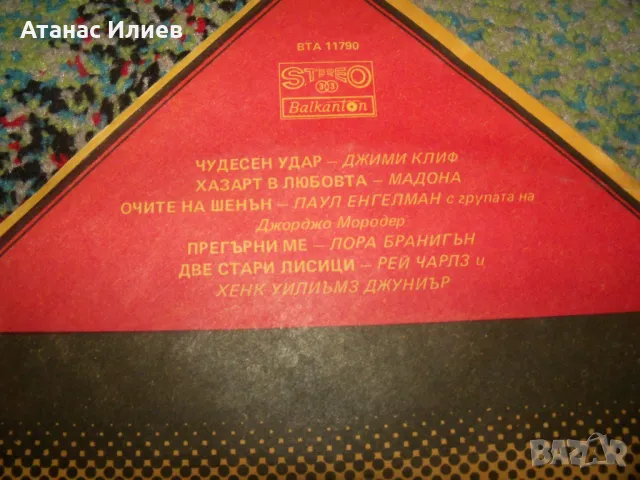 Атанас Илиев
ВТА 11790
STEREO
33
Balkanton
ЧУДЕСЕН УДАР – ДЖИМИ КЛИФ
ХАЗАРТ В ЛЮБОВТА – МАДОНА
ОЧИТЕ НА ШЕНЪН – ПАУЛ ЕНГЕЛМАН с групата на
Джорджо Мородер
ПРЕГЪРНИ МЕ – ЛОРА БРАНИГЪН
ДВЕ СТАРИ ЛИСИЦИ – РЕЙ ЧАРЛЗ и
ХЕНК УИЛИЪМЗ ДЖУНИЪР
BAZAR